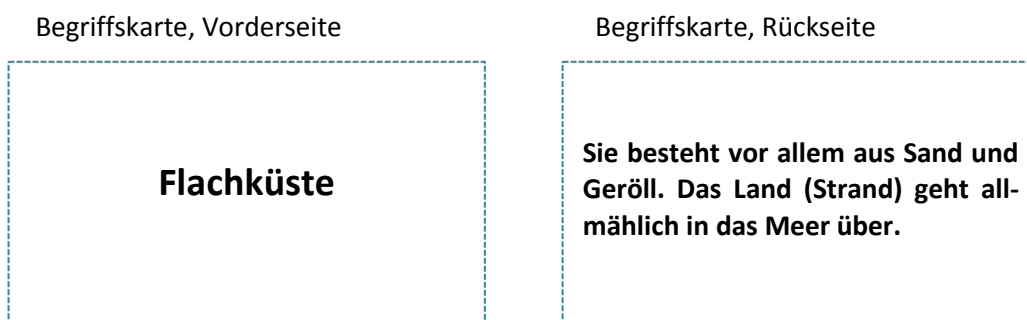 Begriffskarte, Vorderseite
Begriffskarte, Rückseite
Flachküste
Sie besteht vor allem aus Sand und
Geröll. Das Land (Strand) geht all-
mählich in das Meer über.